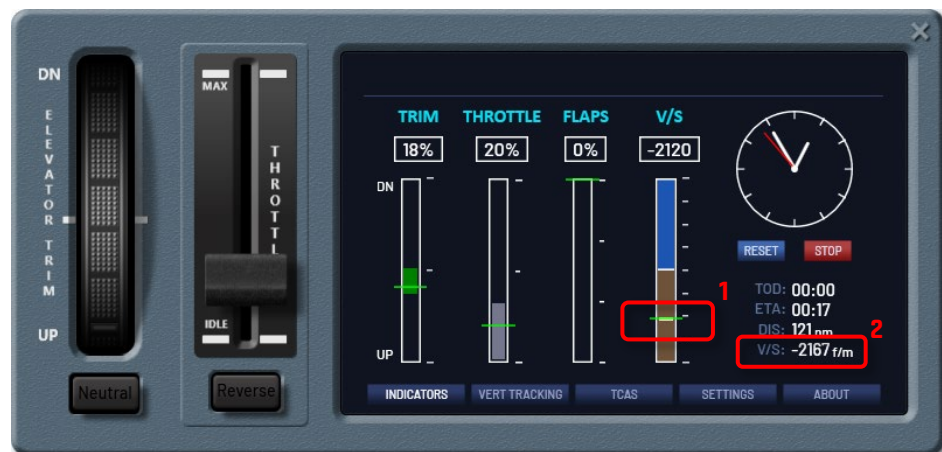 DN
ELEVATOR TRIM
UP
Neutral
MAX
THROTTL
IDLE
Reverse
×
TRIM THROTTLE FLAPS V/S
18% 20% 0% -2120
DN
UP
RESET STOP
TOD: 00:00
ETA: 00:17
DIS: 121 nm
V/S: -2167 f/m
1
2
INDICATORS VERT TRACKING TCAS SETTINGS ABOUT